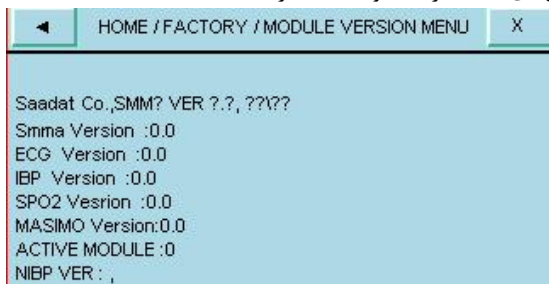 HOME / FACTORY / MODULE VERSION MENU X
Saadat Co.,SMM? VER ?.?, ??\??
Smma Version :0.0
ECG Version :0.0
IBP Version :0.0
SPO2 Vesrion :0.0
MASIMO Version:0.0
ACTIVE MODULE :0
NIBP VER : ,